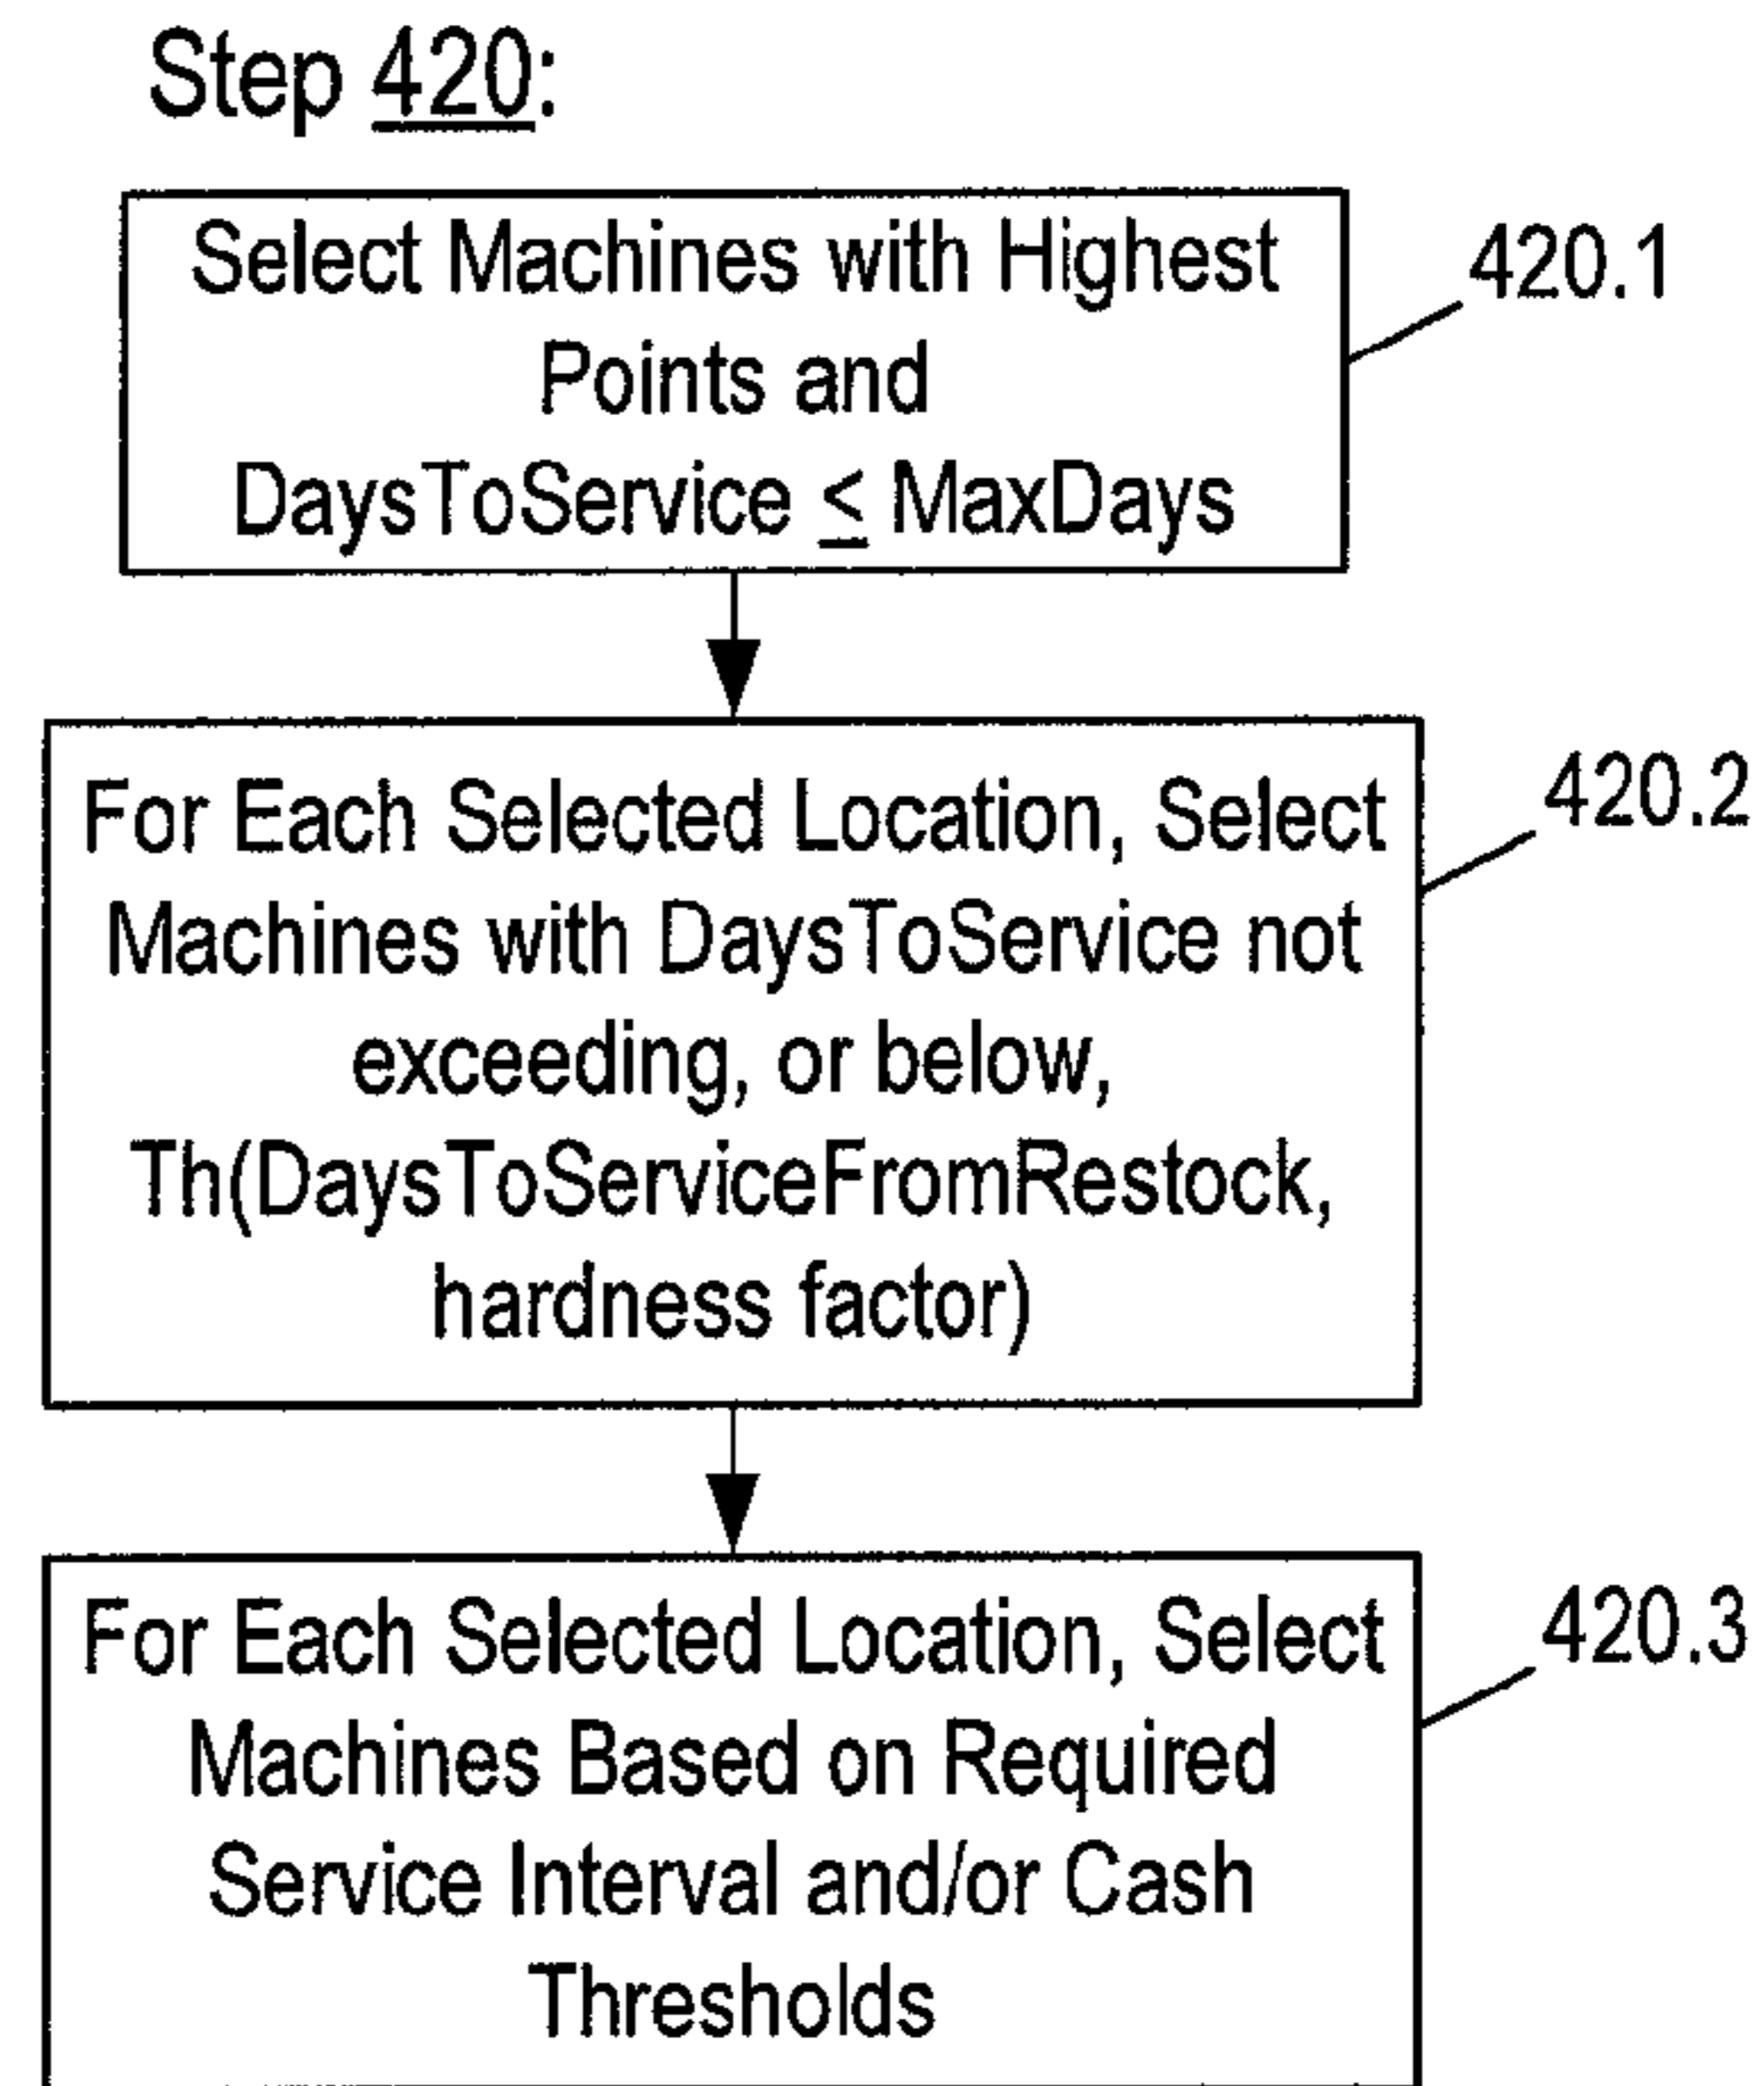 Step 420:
Select Machines with Highest
Points and
DaysToService ≤ MaxDays
420.1
For Each Selected Location, Select
Machines with DaysToService not
exceeding, or below,
Th(DaysToServiceFromRestock,
hardness factor)
420.2
For Each Selected Location, Select
Machines Based on Required
Service Interval and/or Cash
Thresholds
420.3